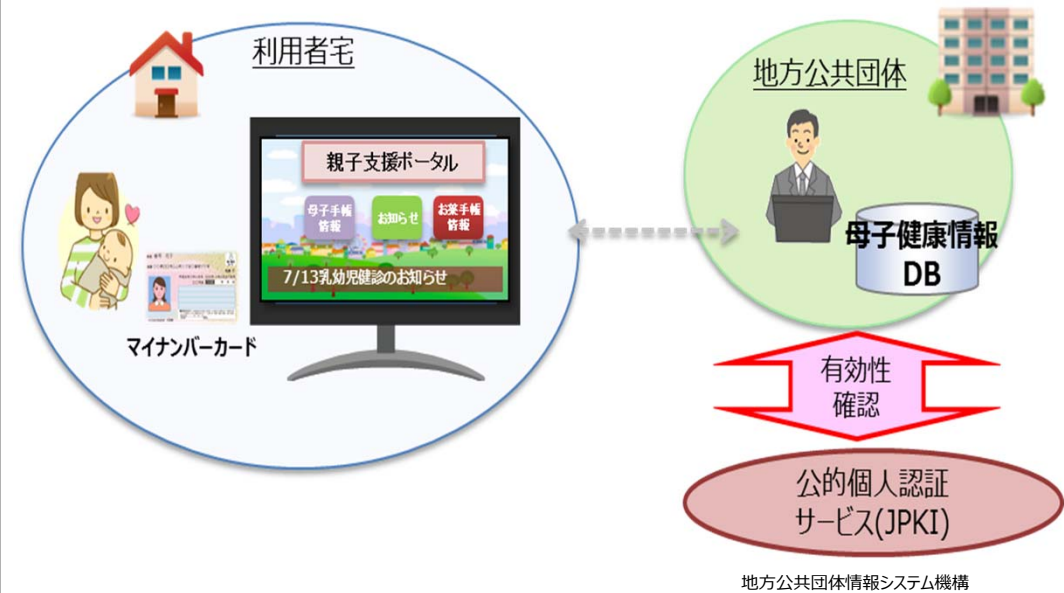 利用者宅
親子支援ポータル
母子手帳
情報
お知らせ
お薬手帳
情報
7/13乳幼児健診のお知らせ
マイナンバーカード
地方公共団体
母子健康情報
DB
有効性
確認
公的個人認証
サービス(JPKI)
地方公共団体情報システム機構